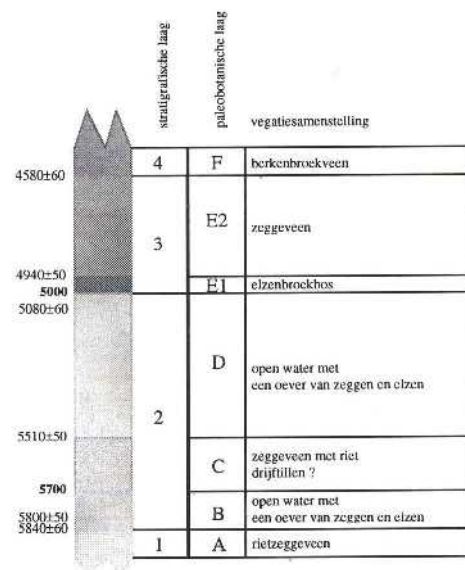 stratigrafische laag
paleobotanische laag
vegatiesamenstelling
4 F berkenbroekveen
4580±60
3 E2 zeggeveen
4940±50
E1 elzenbroekbos
5000
5080±60
D open water met
een oever van zeggen en elzen
2
5510±50
C zeggeveen met riet
drijftillen ?
5700
B open water met
een oever van zeggen en elzen
5800±50
5840±60
1 A rietzeggeveen